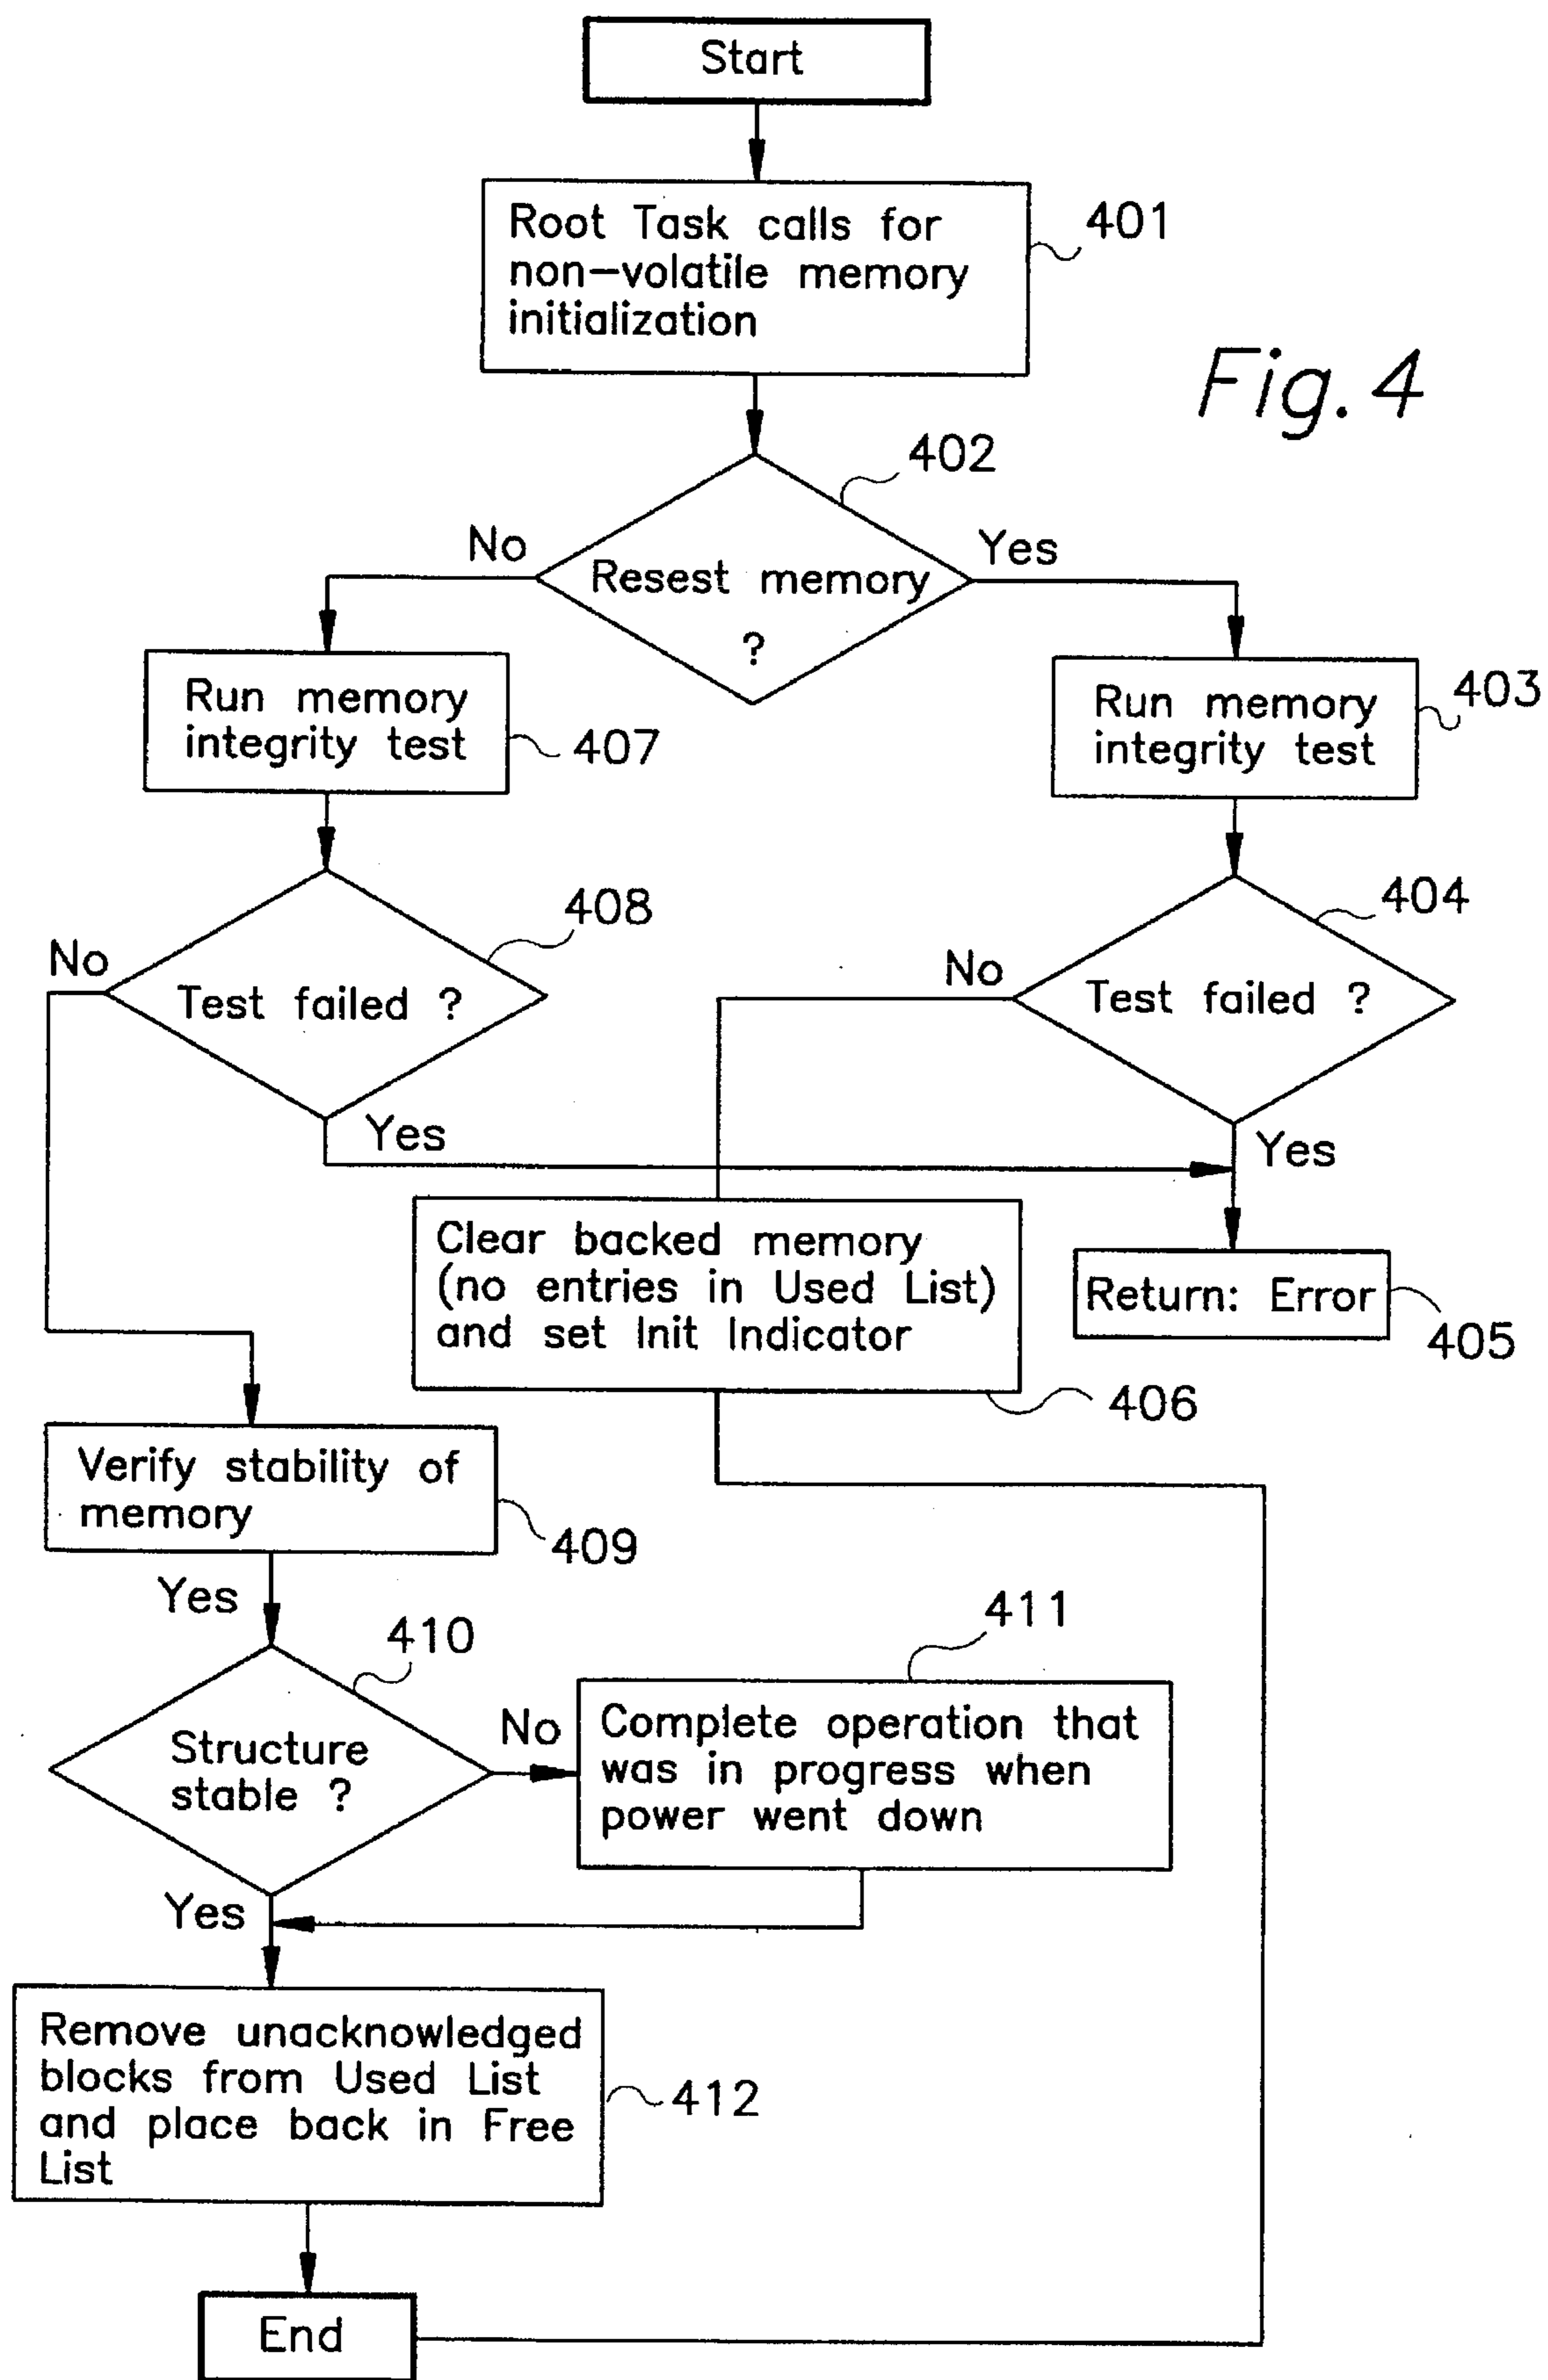 Start
Root Task calls for
non-volatile memory
initialization
401
Fig. 4
402
No
Yes
Resest memory
?
Run memory
integrity test
407
Run memory
integrity test
403
408
404
No
Test failed ?
No
Test failed ?
Yes
Yes
Clear backed memory
(no entries in Used List)
and set Init Indicator
406
Return: Error
405
Verify stability of
memory
409
Yes
410
411
Structure
stable ?
No
Complete operation that
was in progress when
power went down
Yes
Remove unacknowledged
blocks from Used List
and place back in Free
List
412
End